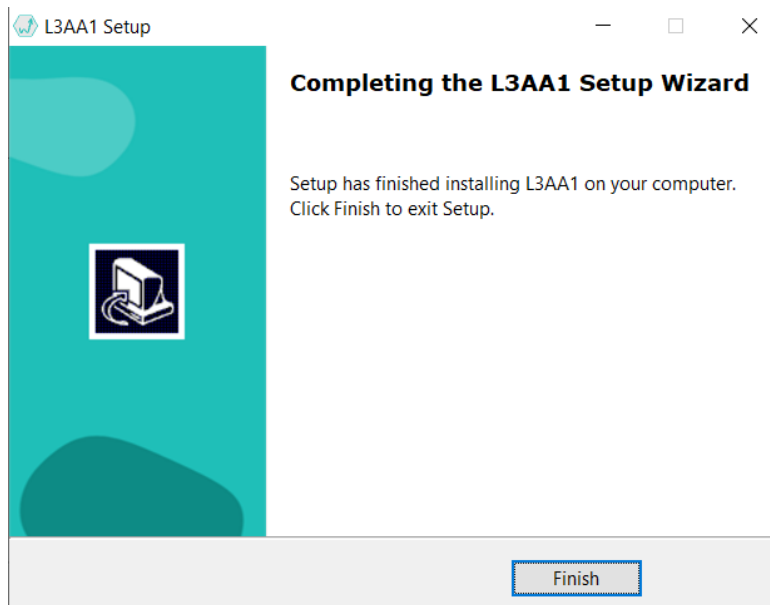 L3AA1 Setup
Completing the L3AA1 Setup Wizard
Setup has finished installing L3AA1 on your computer.
Click Finish to exit Setup.
Finish